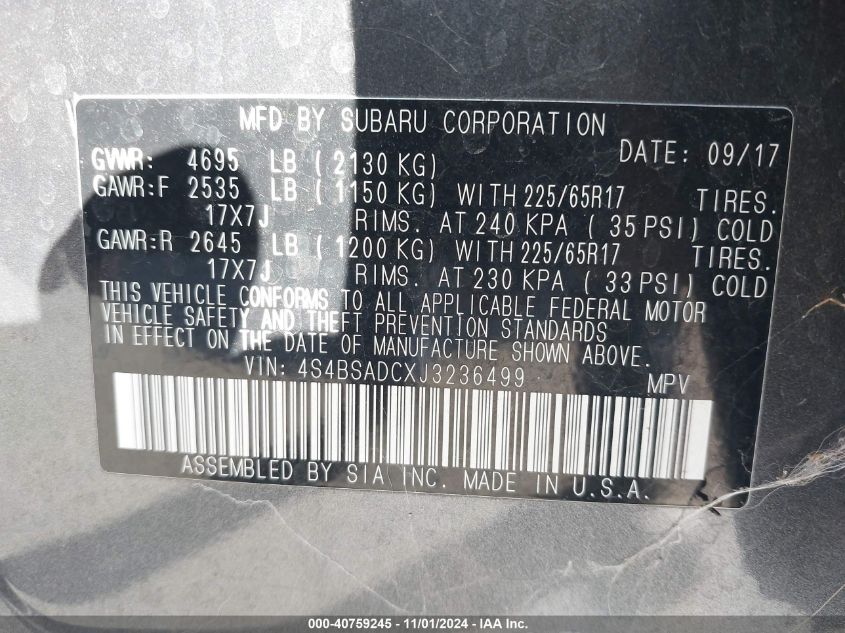 MFD BY SUBARU CORPORATION
DATE: 09/17
GVWR: 4695 LB ( 2130 KG)
GAWR:F 2535 LB ( 1150 KG) WITH 225/65R17 TIRES.
17X7J RIMS. AT 240 KPA ( 35 PSI) COLD
GAWR:R 2645 LB ( 1200 KG) WITH 225/65R17 TIRES.
17X7J RIMS. AT 230 KPA ( 33 PSI) COLD
THIS VEHICLE CONFORMS TO ALL APPLICABLE FEDERAL MOTOR
VEHICLE SAFETY AND THEFT PREVENTION STANDARDS
IN EFFECT ON THE DATE OF MANUFACTURE SHOWN ABOVE.
VIN: 4S4BSADCXJ3236499 MPV
ASSEMBLED BY SIA INC. MADE IN U.S.A.
000-40759245 - 11/01/2024 - IAA Inc.